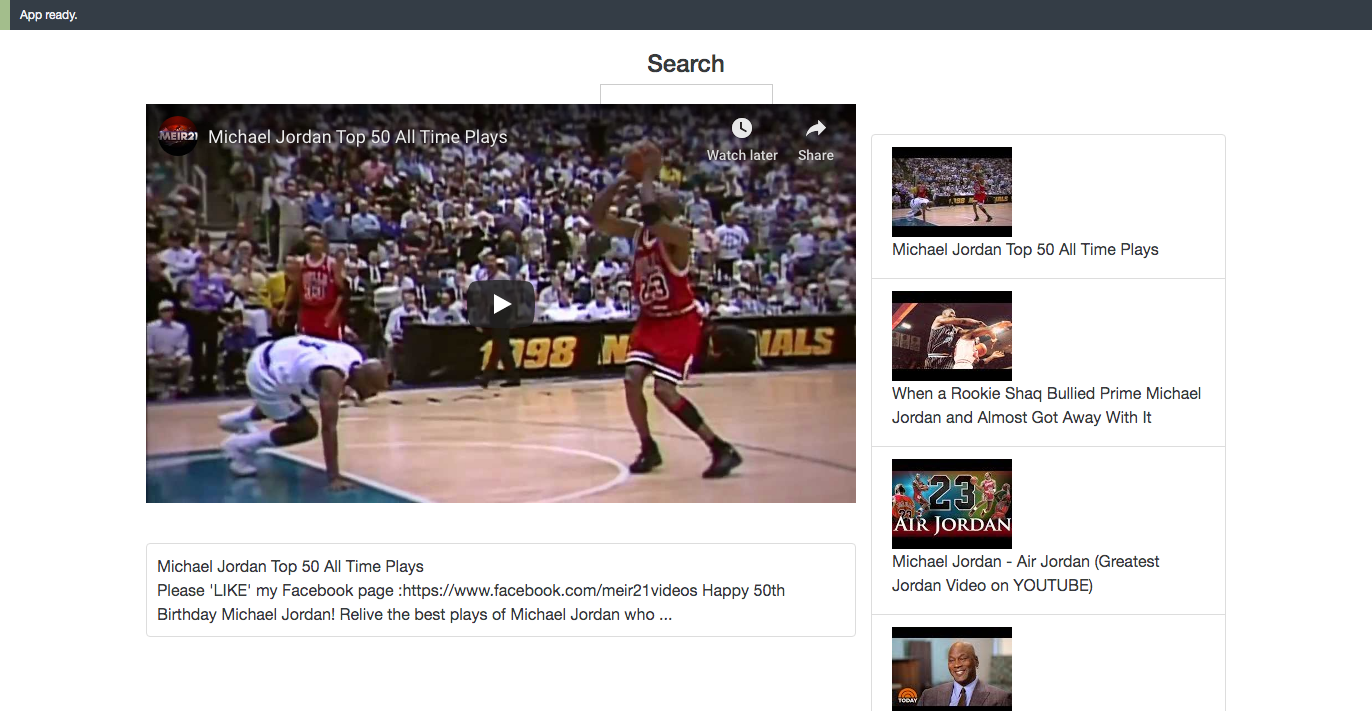 App ready.
Search
MEIR21
Michael Jordan Top 50 All Time Plays
Watch later
Share
23
1998 N
NALS
Michael Jordan Top 50 All Time Plays
Please 'LIKE' my Facebook page :https://www.facebook.com/meir21videos Happy 50th
Birthday Michael Jordan! Relive the best plays of Michael Jordan who ...
1998
Michael Jordan Top 50 All Time Plays
When a Rookie Shaq Bullied Prime Michael
Jordan and Almost Got Away With It
23
AIR JORDAN
Michael Jordan - Air Jordan (Greatest
Jordan Video on YOUTUBE)
TODAY